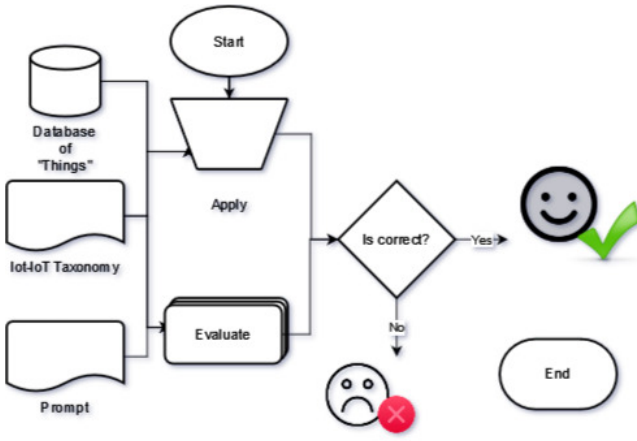 Start
Database
of
"Things"
Apply
Iot-IoT Taxonomy
Is correct?
Yes
No
Evaluate
End
Prompt